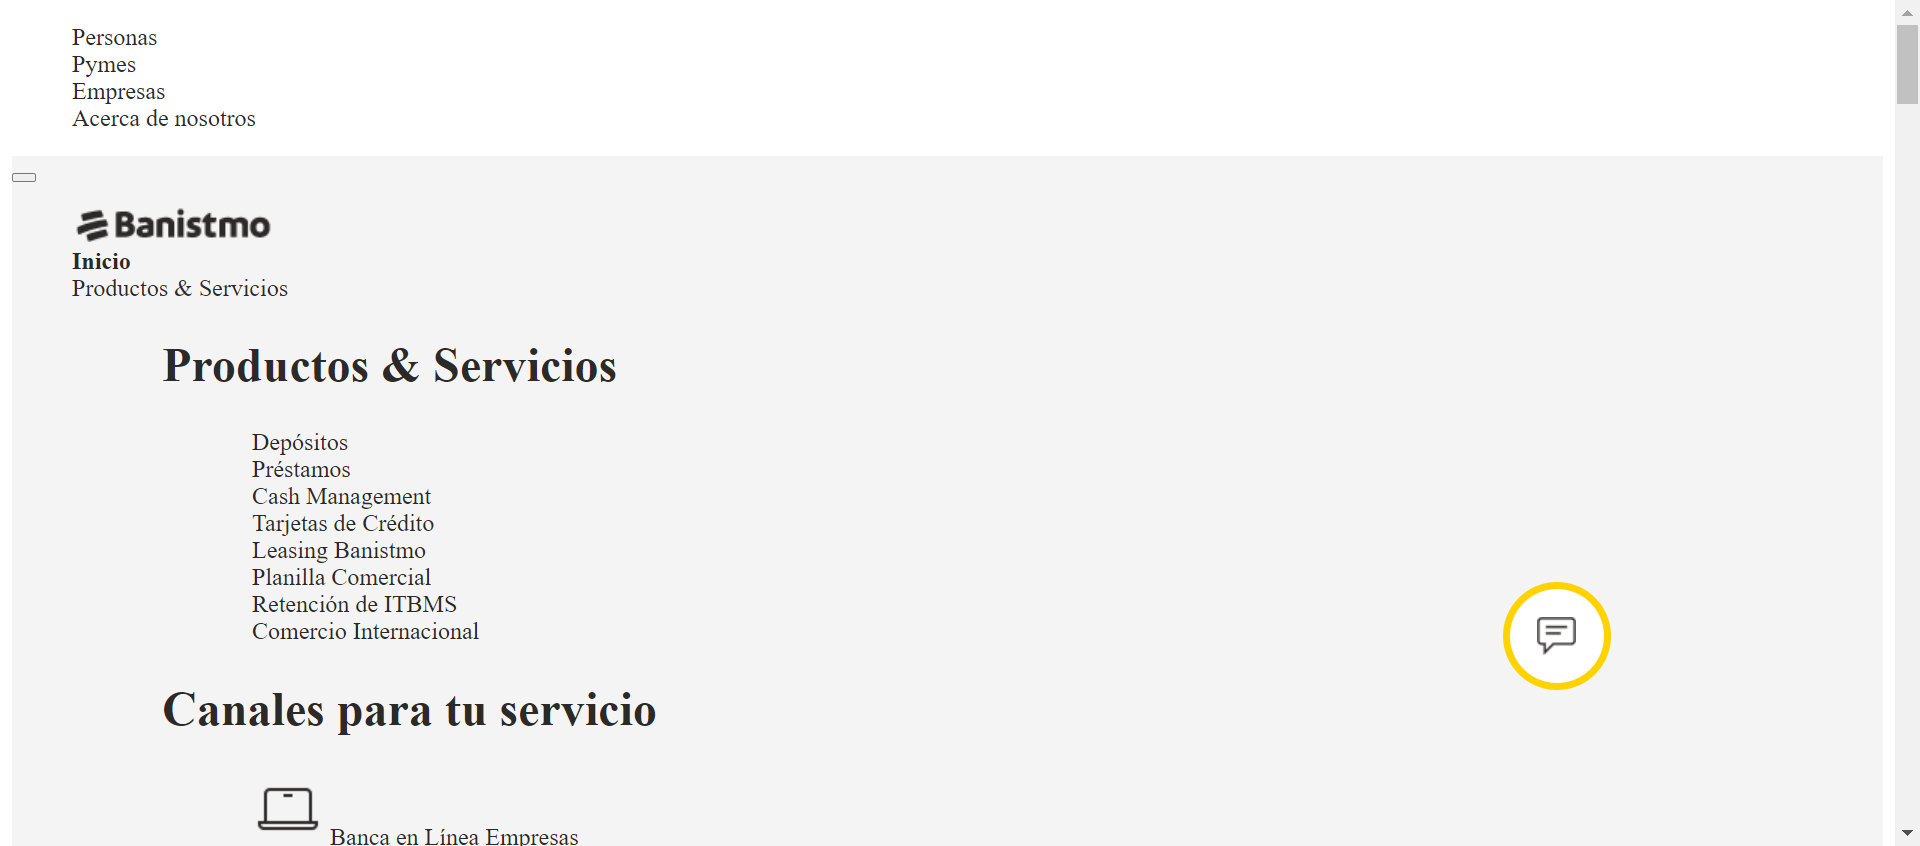 Personas
Pymes
Empresas
Acerca de nosotros
Banistmo
Inicio
Productos & Servicios
Productos & Servicios
Depósitos
Préstamos
Cash Management
Tarjetas de Crédito
Leasing Banistmo
Planilla Comercial
Retención de ITBMS
Comercio Internacional
Canales para tu servicio
Banca en Línea Empresas